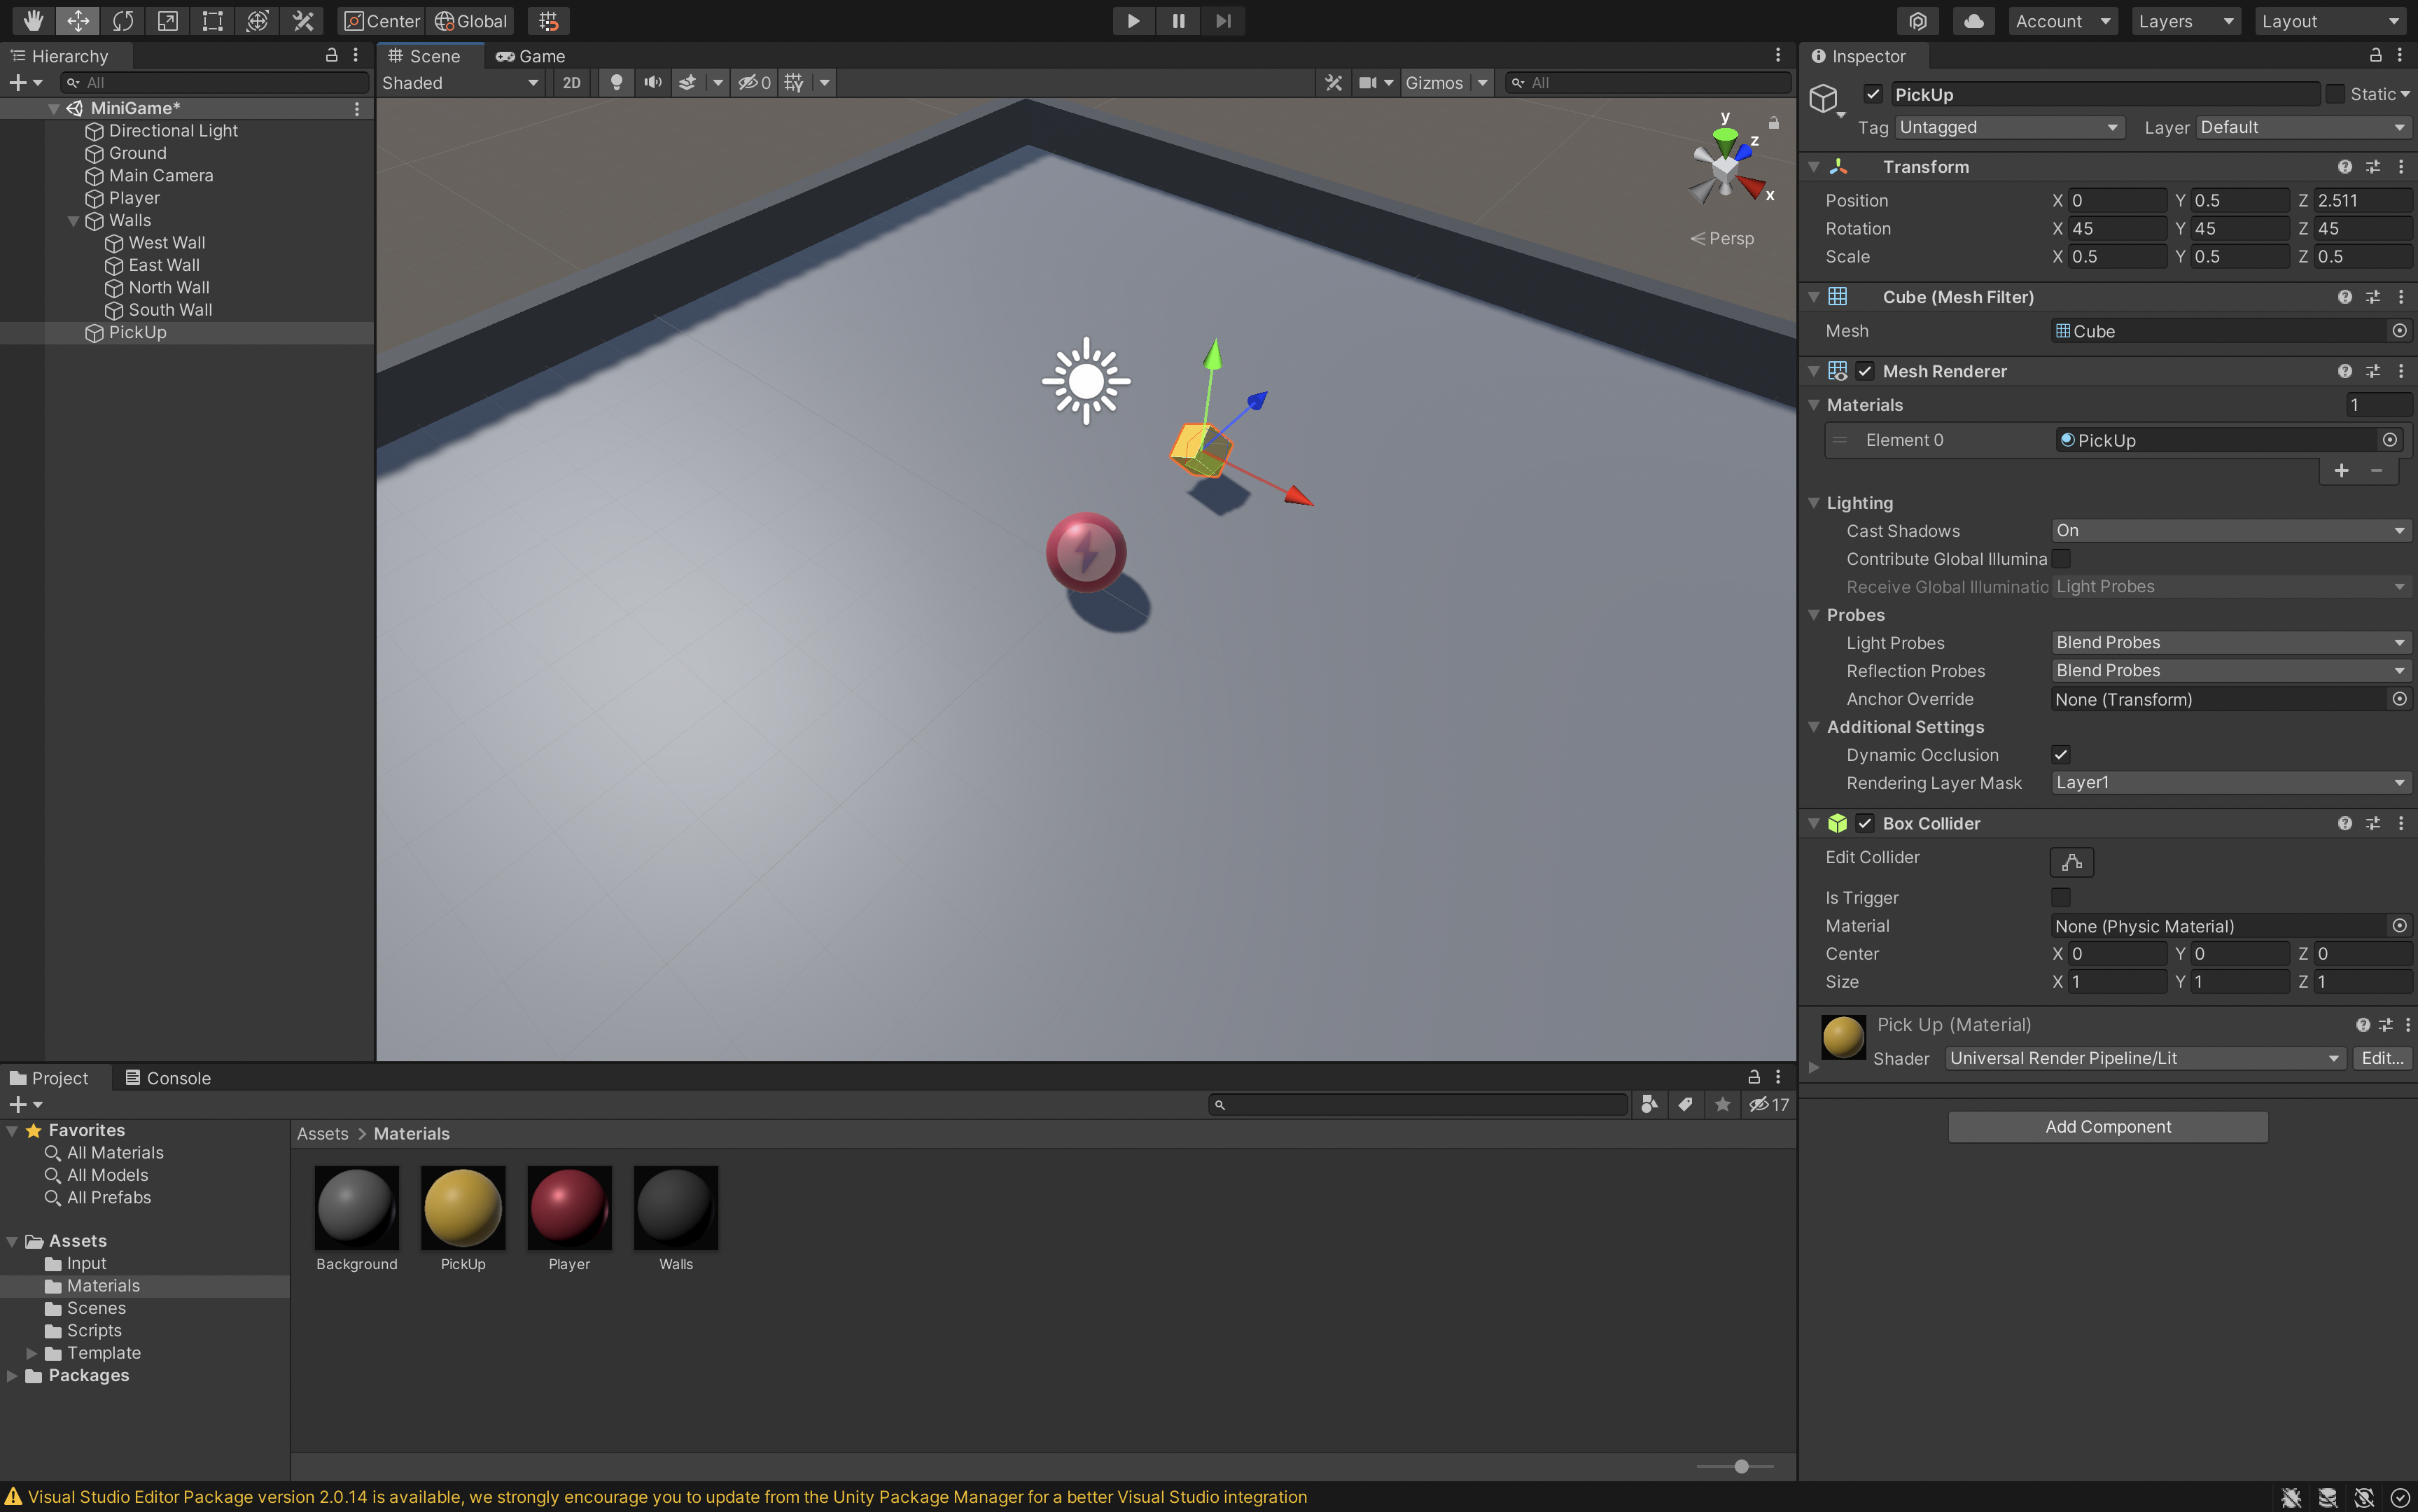 Center Global Account Layers Layout
Hierarchy
All
MiniGame*
Directional Light
Ground
Main Camera
Player
Walls
West Wall
East Wall
North Wall
South Wall
PickUp
Scene Game
Shaded 2D 0 Gizmos All
y
z
x
Persp
Inspector
PickUp Static
Tag Untagged Layer Default
Transform
Position X 0 Y 0.5 Z 2.511
Rotation X 45 Y 45 Z 45
Scale X 0.5 Y 0.5 Z 0.5
Cube (Mesh Filter)
Mesh Cube
Mesh Renderer
Materials 1
Element 0 PickUp
Lighting
Cast Shadows On
Contribute Global Illumina
Receive Global Illuminatio Light Probes
Probes
Light Probes Blend Probes
Reflection Probes Blend Probes
Anchor Override None (Transform)
Additional Settings
Dynamic Occlusion
Rendering Layer Mask Layer1
Box Collider
Edit Collider
Is Trigger
Material None (Physic Material)
Center X 0 Y 0 Z 0
Size X 1 Y 1 Z 1
Pick Up (Material)
Shader Universal Render Pipeline/Lit Edit...
Add Component
Project Console
17
Favorites
All Materials
All Models
All Prefabs
Assets
Input
Materials
Scenes
Scripts
Template
Packages
Assets > Materials
Background PickUp Player Walls
Visual Studio Editor Package version 2.0.14 is available, we strongly encourage you to update from the Unity Package Manager for a better Visual Studio integration